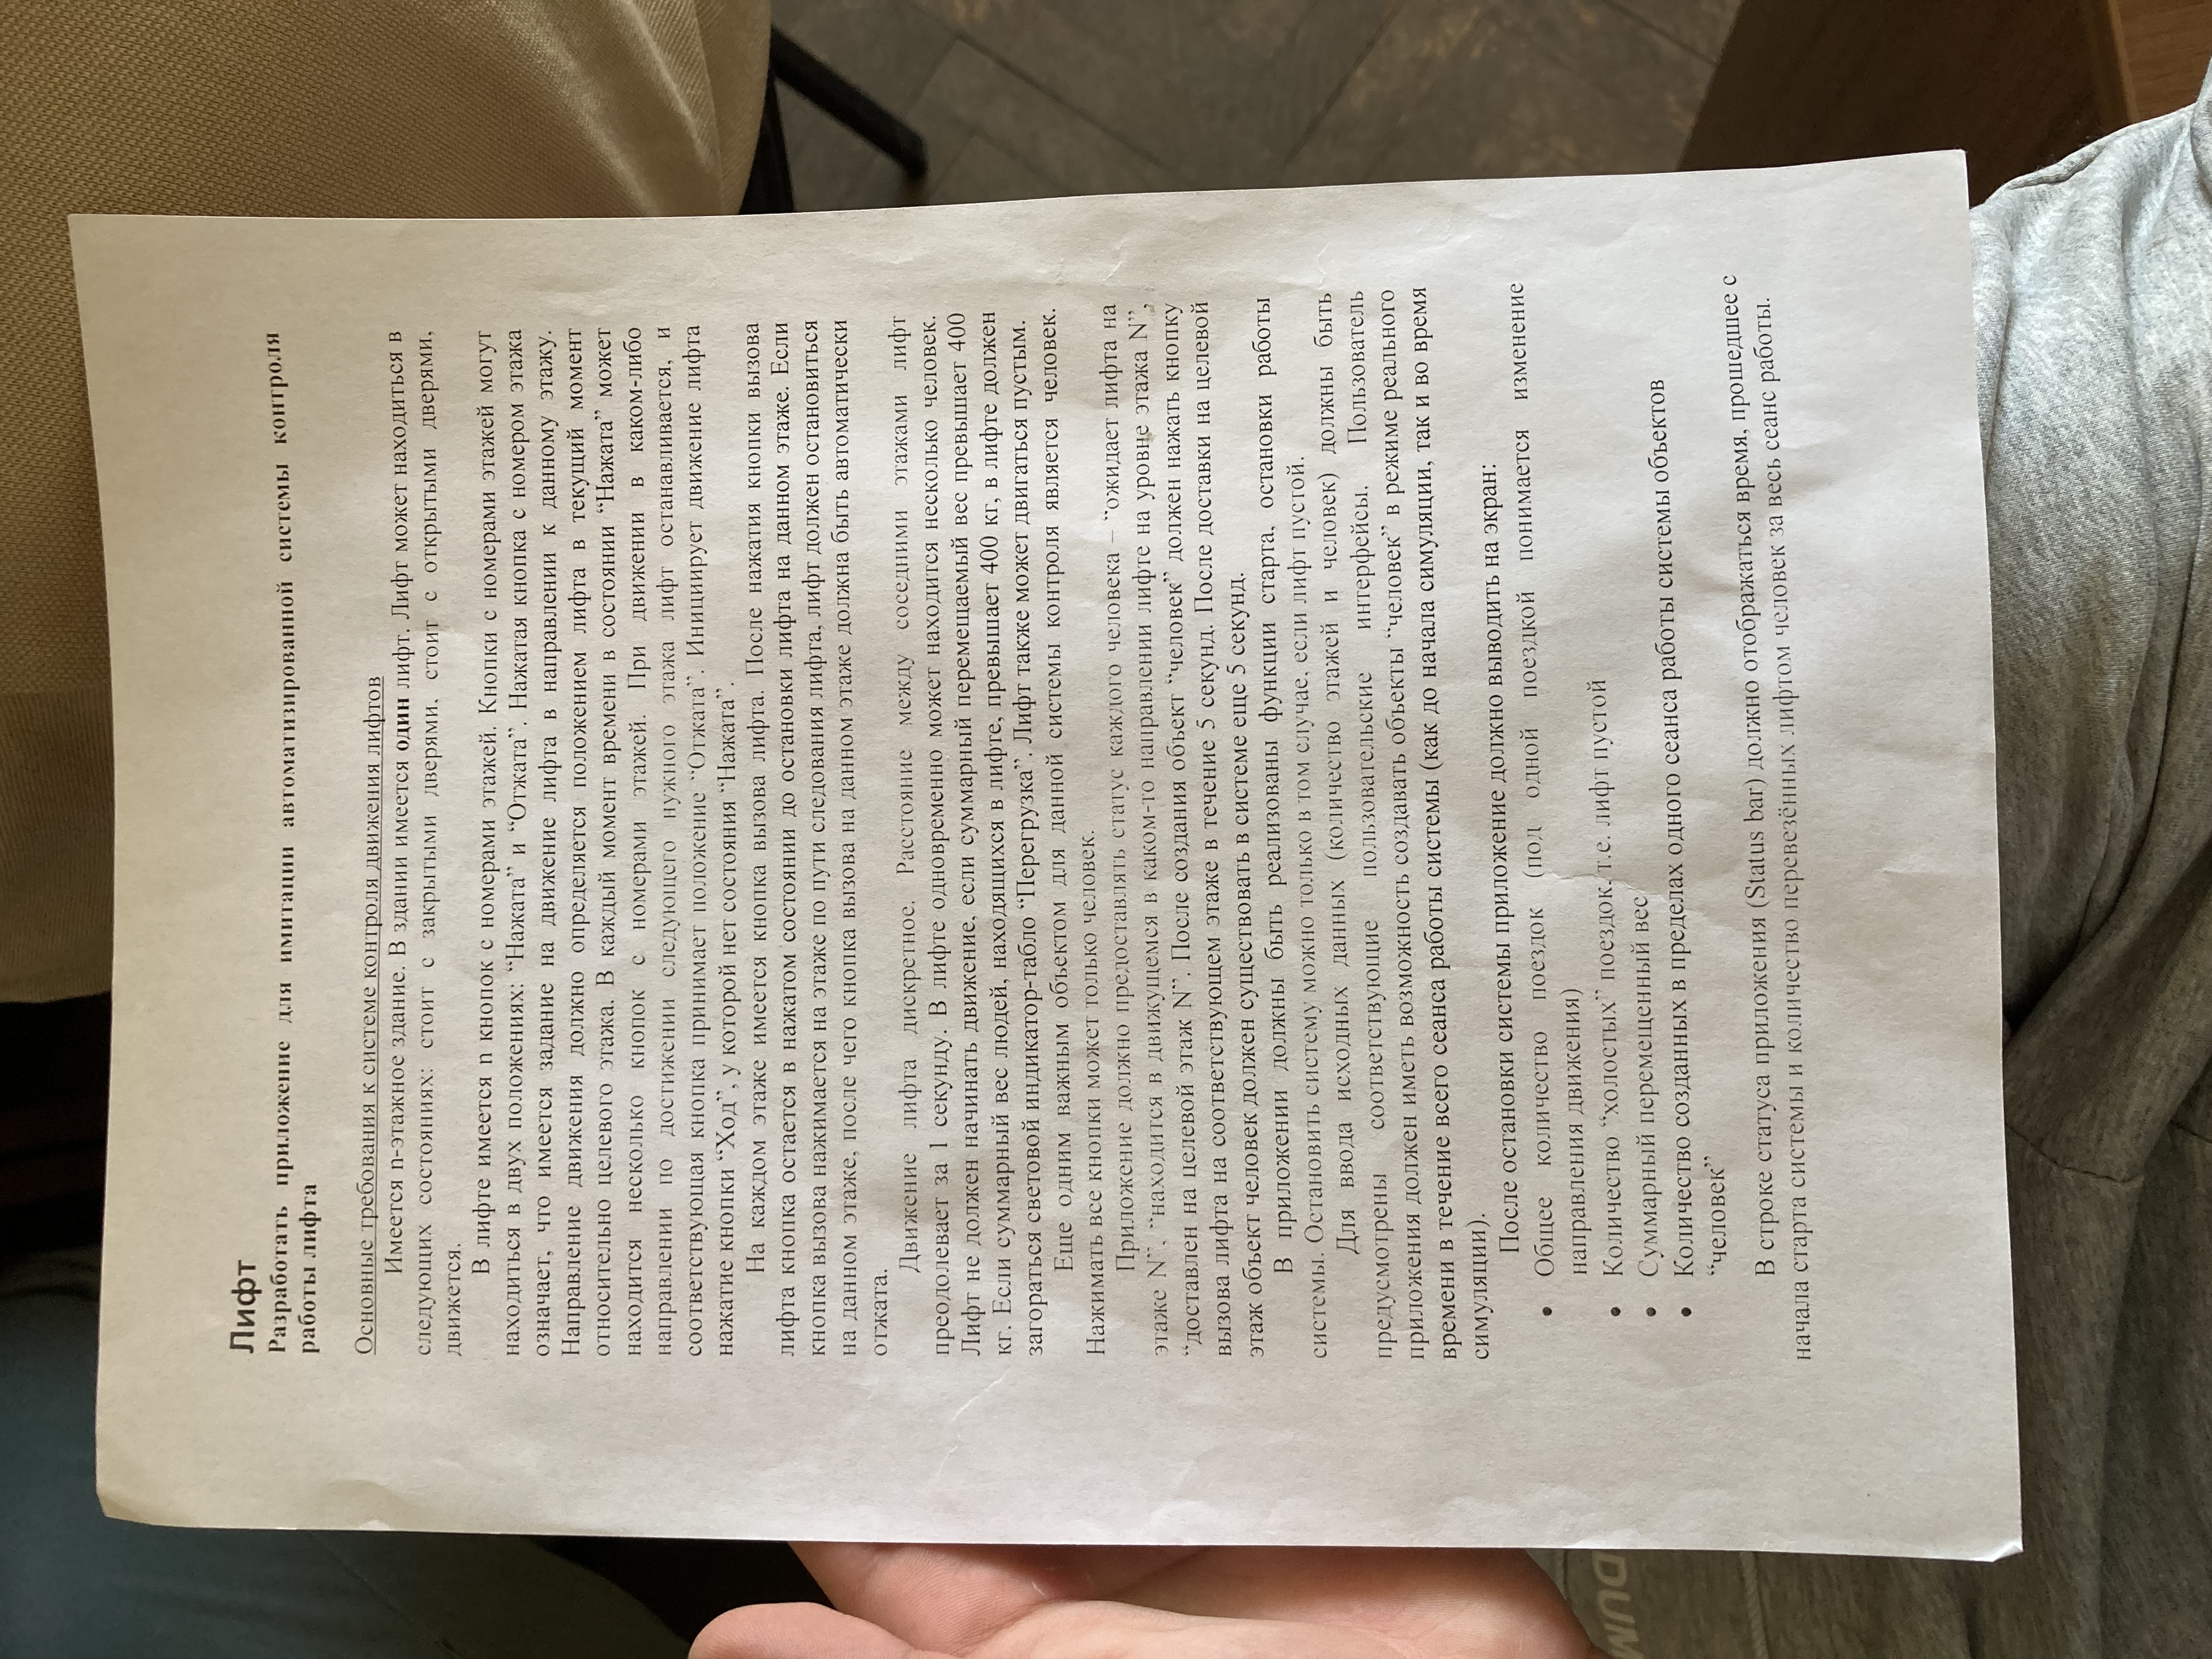 Лифт
Разработать приложение для имитации автоматизированной системы контроля
работы лифта
Основные требования к системе контроля движения лифтов
Имеется n-этажное здание. В здании имеется один лифт. Лифт может находиться в
следующих состояниях: стоит с закрытыми дверями, стоит с открытыми дверями,
движется.
В лифте имеется n кнопок с номерами этажей. Кнопки с номерами этажей могут
находиться в двух положениях: “Нажата” и “Отжата”. Нажатая кнопка с номером этажа
означает, что имеется задание на движение лифта в направлении к данному этажу.
Направление движения должно определяется положением лифта в текущий момент
относительно целевого этажа. В каждый момент времени в состоянии “Нажата” может
находится несколько кнопок с номерами этажей. При движении в каком-либо
направлении по достижении следующего нужного этажа лифт останавливается, и
соответствующая кнопка принимает положение “Отжата”. Инициирует движение лифта
нажатие кнопки “Ход”, у которой нет состояния “Нажата”.
На каждом этаже имеется кнопка вызова лифта. После нажатия кнопки вызова
лифта кнопка остается в нажатом состоянии до остановки лифта на данном этаже. Если
кнопка вызова нажимается на этаже по пути следования лифта, лифт должен остановиться
на данном этаже, после чего кнопка вызова на данном этаже должна быть автоматически
отжата.
Движение лифта дискретное. Расстояние между соседними этажами лифт
преодолевает за 1 секунду. В лифте одновременно может находится несколько человек.
Лифт не должен начинать движение, если суммарный перемещаемый вес превышает 400
кг. Если суммарный вес людей, находящихся в лифте, превышает 400 кг, в лифте должен
загораться световой индикатор-табло “Перегрузка”. Лифт также может двигаться пустым.
Еще одним важным объектом для данной системы контроля является человек.
Нажимать все кнопки может только человек.
Приложение должно предоставлять статус каждого человека – “ожидает лифта на
этаже N”, “находится в движущемся в каком-то направлении лифте на уровне этажа N”,
“доставлен на целевой этаж N”. После создания объект “человек” должен нажать кнопку
вызова лифта на соответствующем этаже в течение 5 секунд. После доставки на целевой
этаж объект человек должен существовать в системе еще 5 секунд.
В приложении должны быть реализованы функции старта, остановки работы
системы. Остановить систему можно только в том случае, если лифт пустой.
Для ввода исходных данных (количество этажей и человек) должны быть
предусмотрены соответствующие пользовательские интерфейсы. Пользователь
приложения должен иметь возможность создавать объекты “человек” в режиме реального
времени в течение всего сеанса работы системы (как до начала симуляции, так и во время
симуляции).
После остановки системы приложение должно выводить на экран:
• Общее количество поездок (под одной поездкой понимается изменение
направления движения)
• Количество “холостых” поездок, т.е. лифт пустой
• Суммарный перемещенный вес
• Количество созданных в пределах одного сеанса работы системы объектов
“человек”
В строке статуса приложения (Status bar) должно отображаться время, прошедшее с
начала старта системы и количество перевезённых лифтом человек за весь сеанс работы.